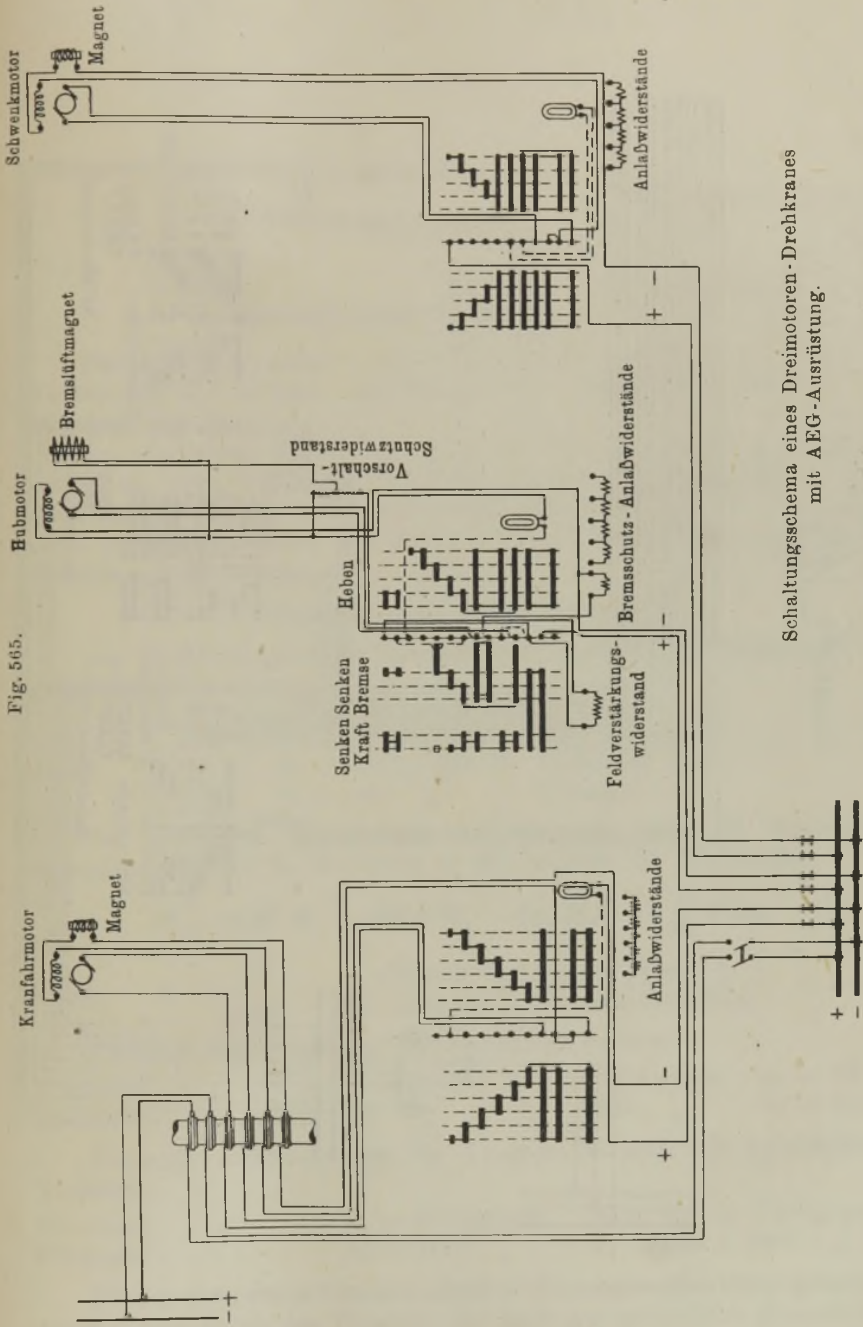 Fig. 565.
Kranfahrmotor
Magnet
Hubmotor
Bremslüftmagnet
Schwenkmotor
Magnet
Vorschalt-
Schutzwiderstand
Senken Senken
Kraft Bremse
Heben
Feldverstärkungs-
widerstand
Bremsschutz-Anlaßwiderstände
Anlaßwiderstände
Anlaßwiderstände
- +
+ -
+ -
+ -
+
-
Schaltungsschema eines Dreimotoren-Drehkranes
mit AEG-Ausrüstung.